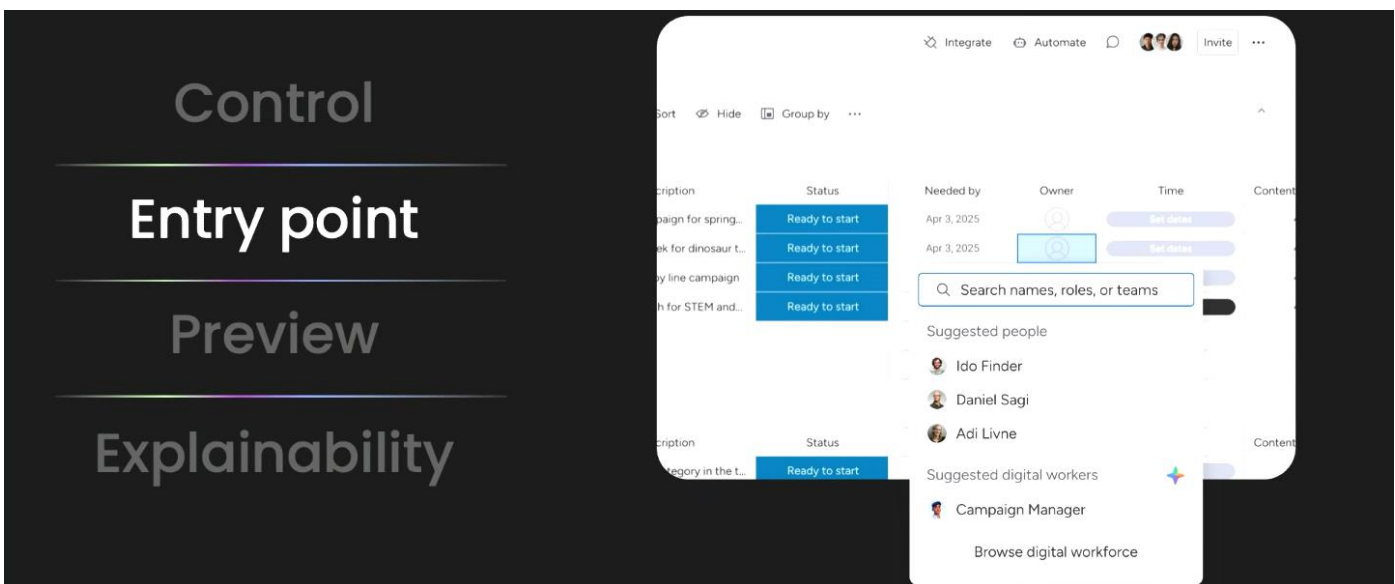 Control
Entry point
Preview
Explainability
Integrate Automate Invite
Sort Hide Group by
cription Status Needed by Owner Time Content
paign for spring... Ready to start Apr 3, 2025 Set dates
ek for dinosaur t... Ready to start Apr 3, 2025 Set dates
by line campaign Ready to start
h for STEM and... Ready to start
Search names, roles, or teams
Suggested people
Ido Finder
Daniel Sagi
Adi Livne
cription Status Content
Suggested digital workers
tegory in the t... Ready to start
Campaign Manager
Browse digital workforce